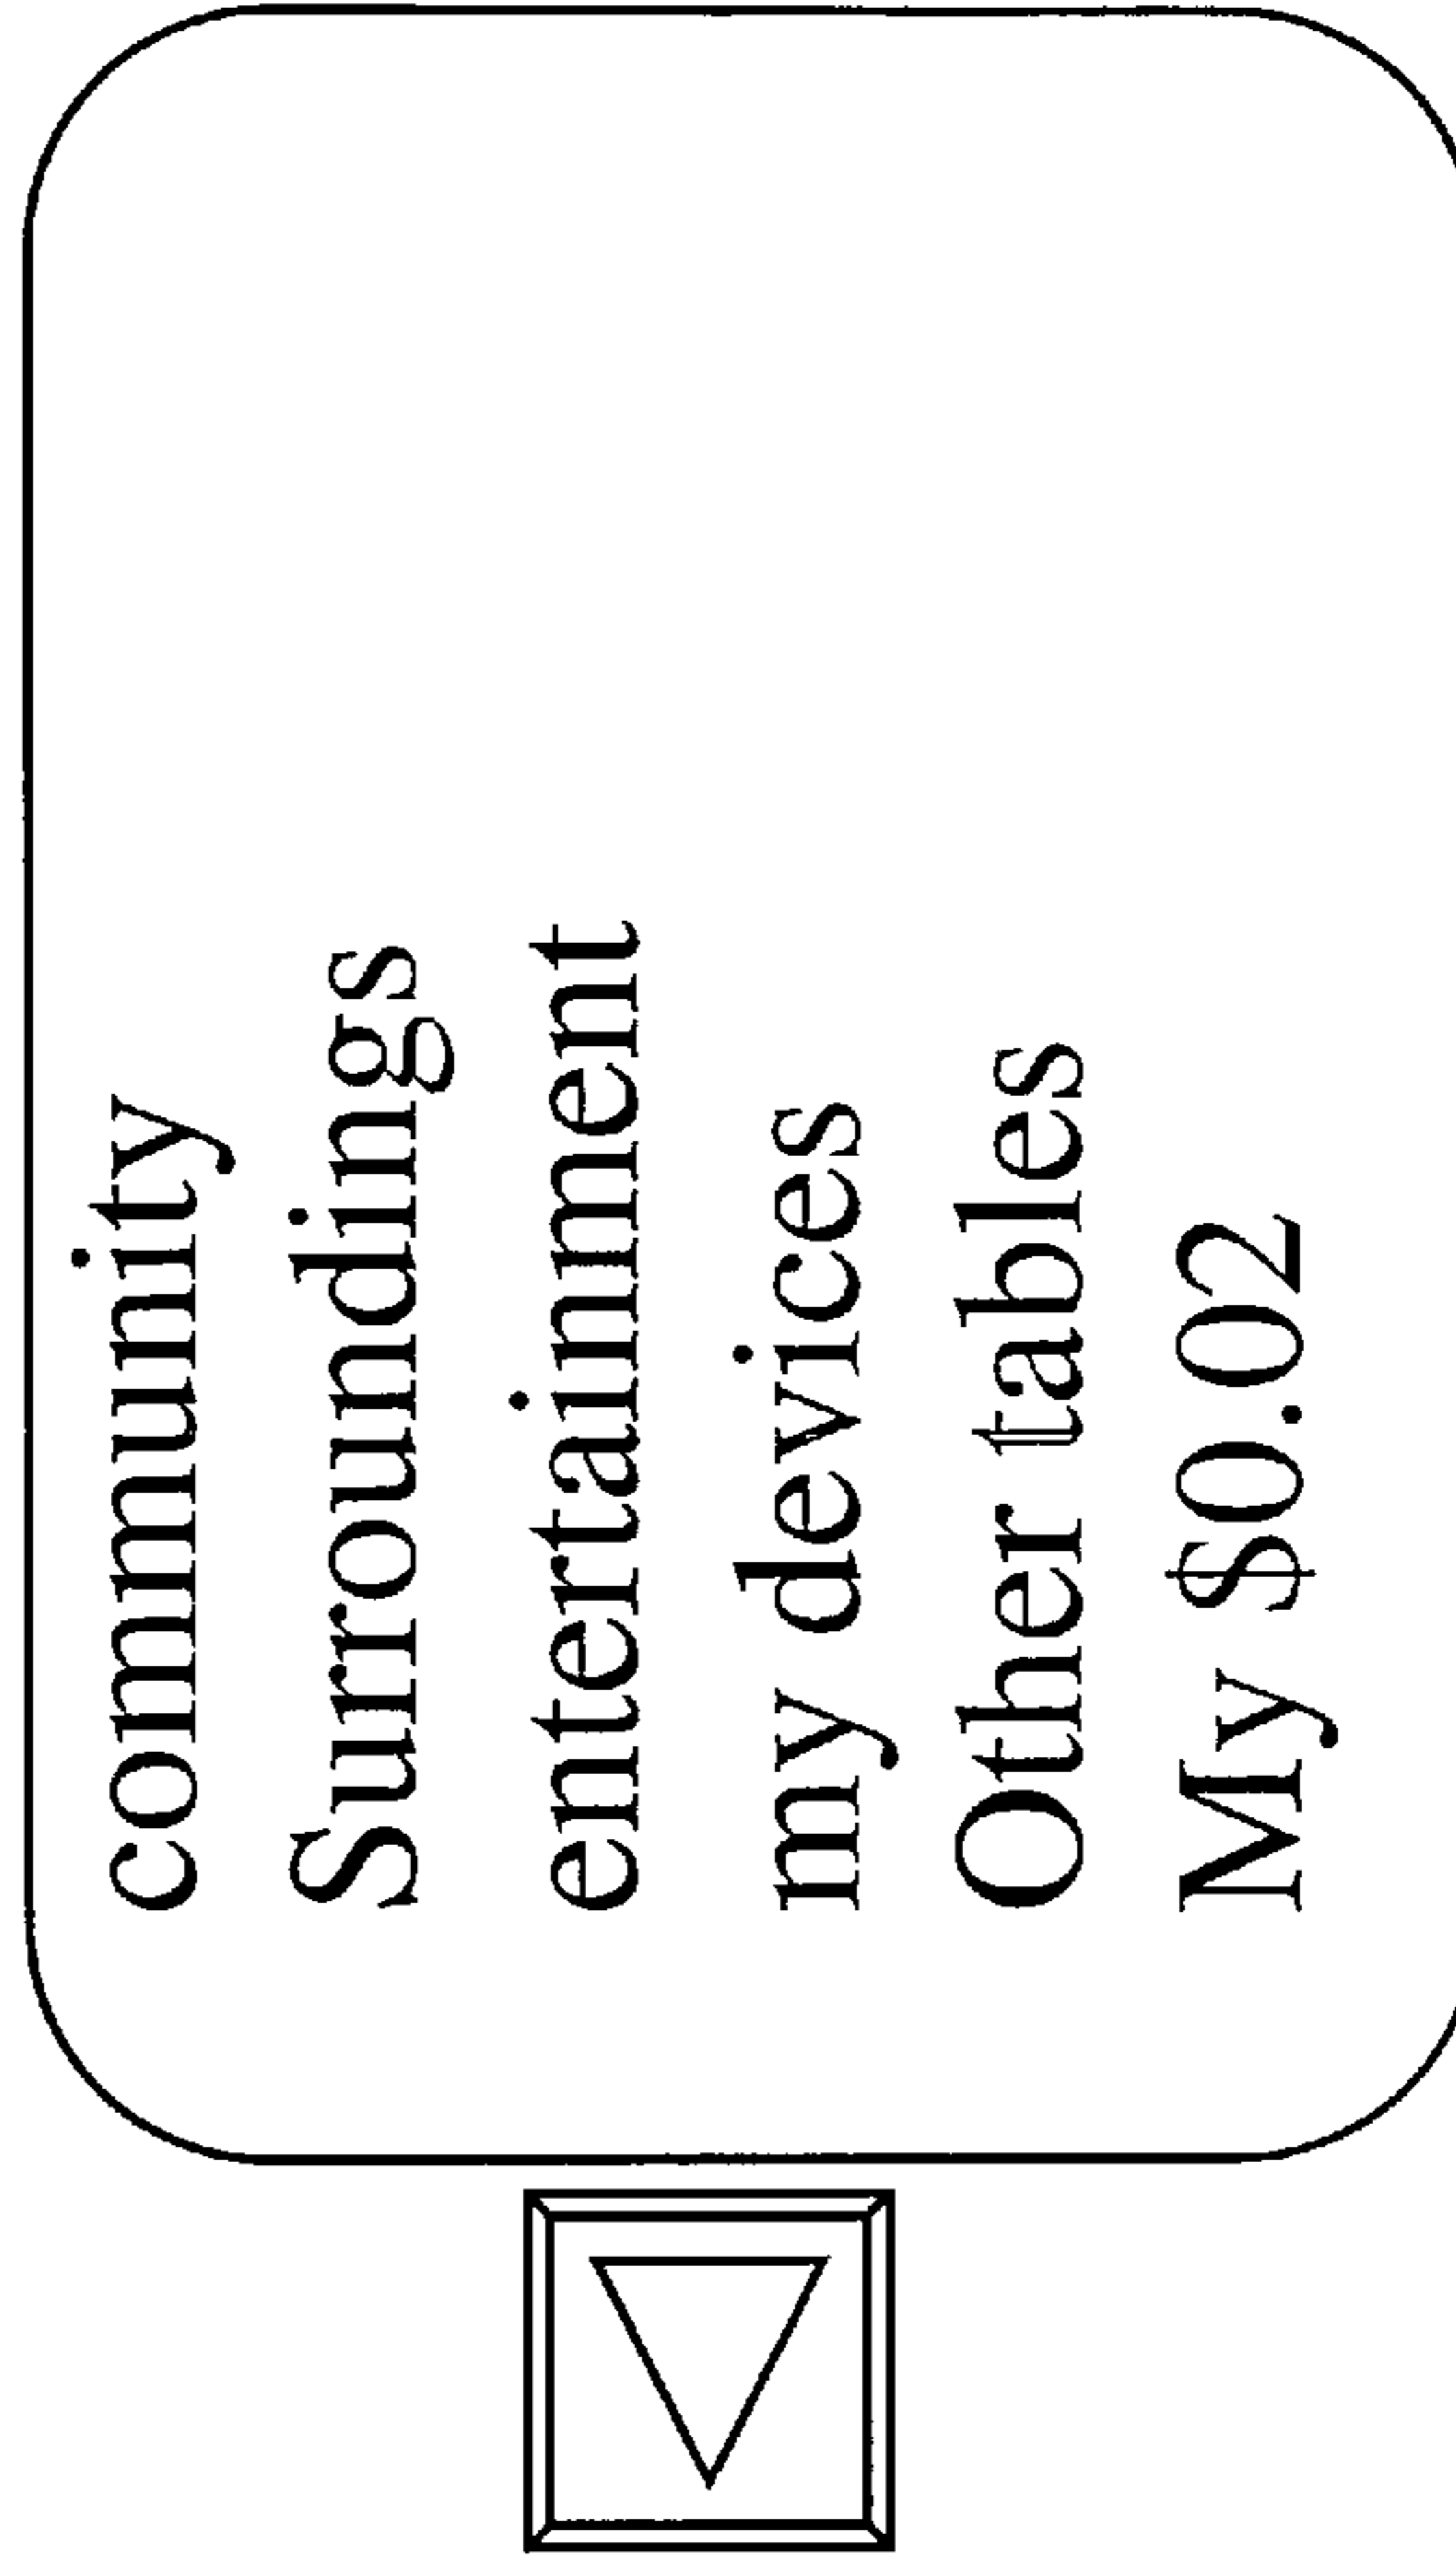 community
Surroundings
entertainment
my devices
Other tables
My $0.02